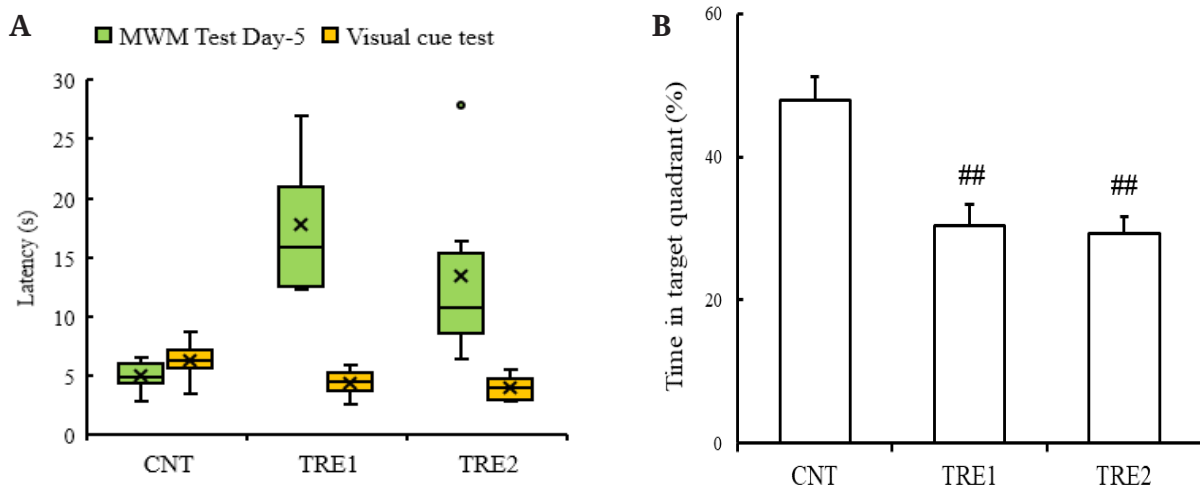 A
MWM Test Day-5 Visual cue test
Latency (s)
30
25
20
15
10
5
0
CNT TRE1 TRE2
B
Time in target quadrant (%)
60
40
20
0
##
##
CNT TRE1 TRE2